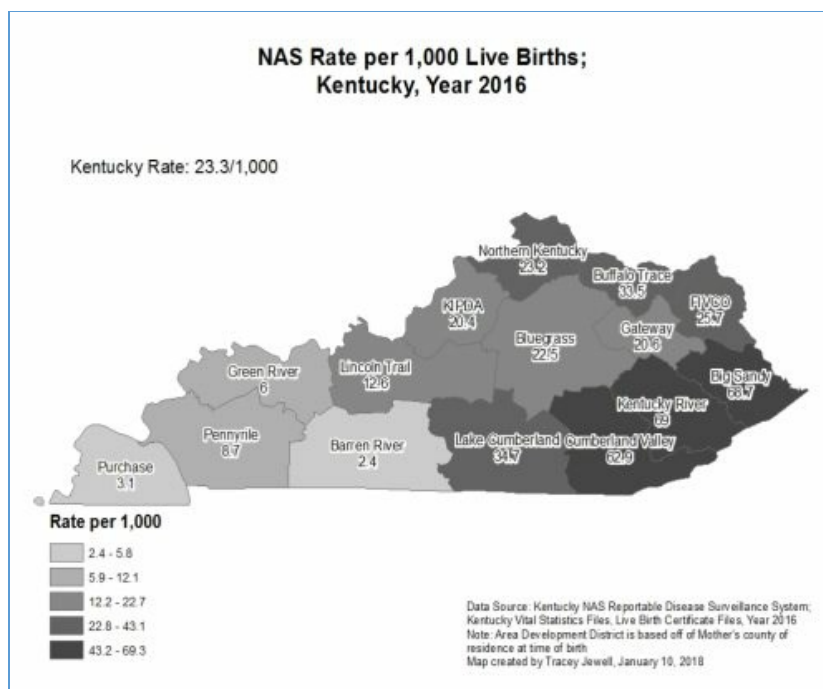 NAS Rate per 1,000 Live Births;
Kentucky, Year 2016
Kentucky Rate: 23.3/1,000
Northern Kentucky
23.2
Buffalo Trace
33.5
FIVCO
25.7
KIPDA
20.4
Bluegrass
22.5
Gateway
20.6
Green River
6
Lincoln Trail
12.6
Big Sandy
68.7
Kentucky River
69
Pennyrile
8.7
Barren River
2.4
Lake Cumberland
34.7
Cumberland Valley
62.9
Purchase
3.1
Rate per 1,000
2.4 - 5.8
5.9 - 12.1
12.2 - 22.7
22.8 - 43.1
43.2 - 69.3
Data Source: Kentucky NAS Reportable Disease Surveillance System;
Kentucky Vital Statistics Files, Live Birth Certificate Files, Year 2016
Note: Area Development District is based off of Mother's county of
residence at time of birth
Map created by Tracey Jewell, January 10, 2018